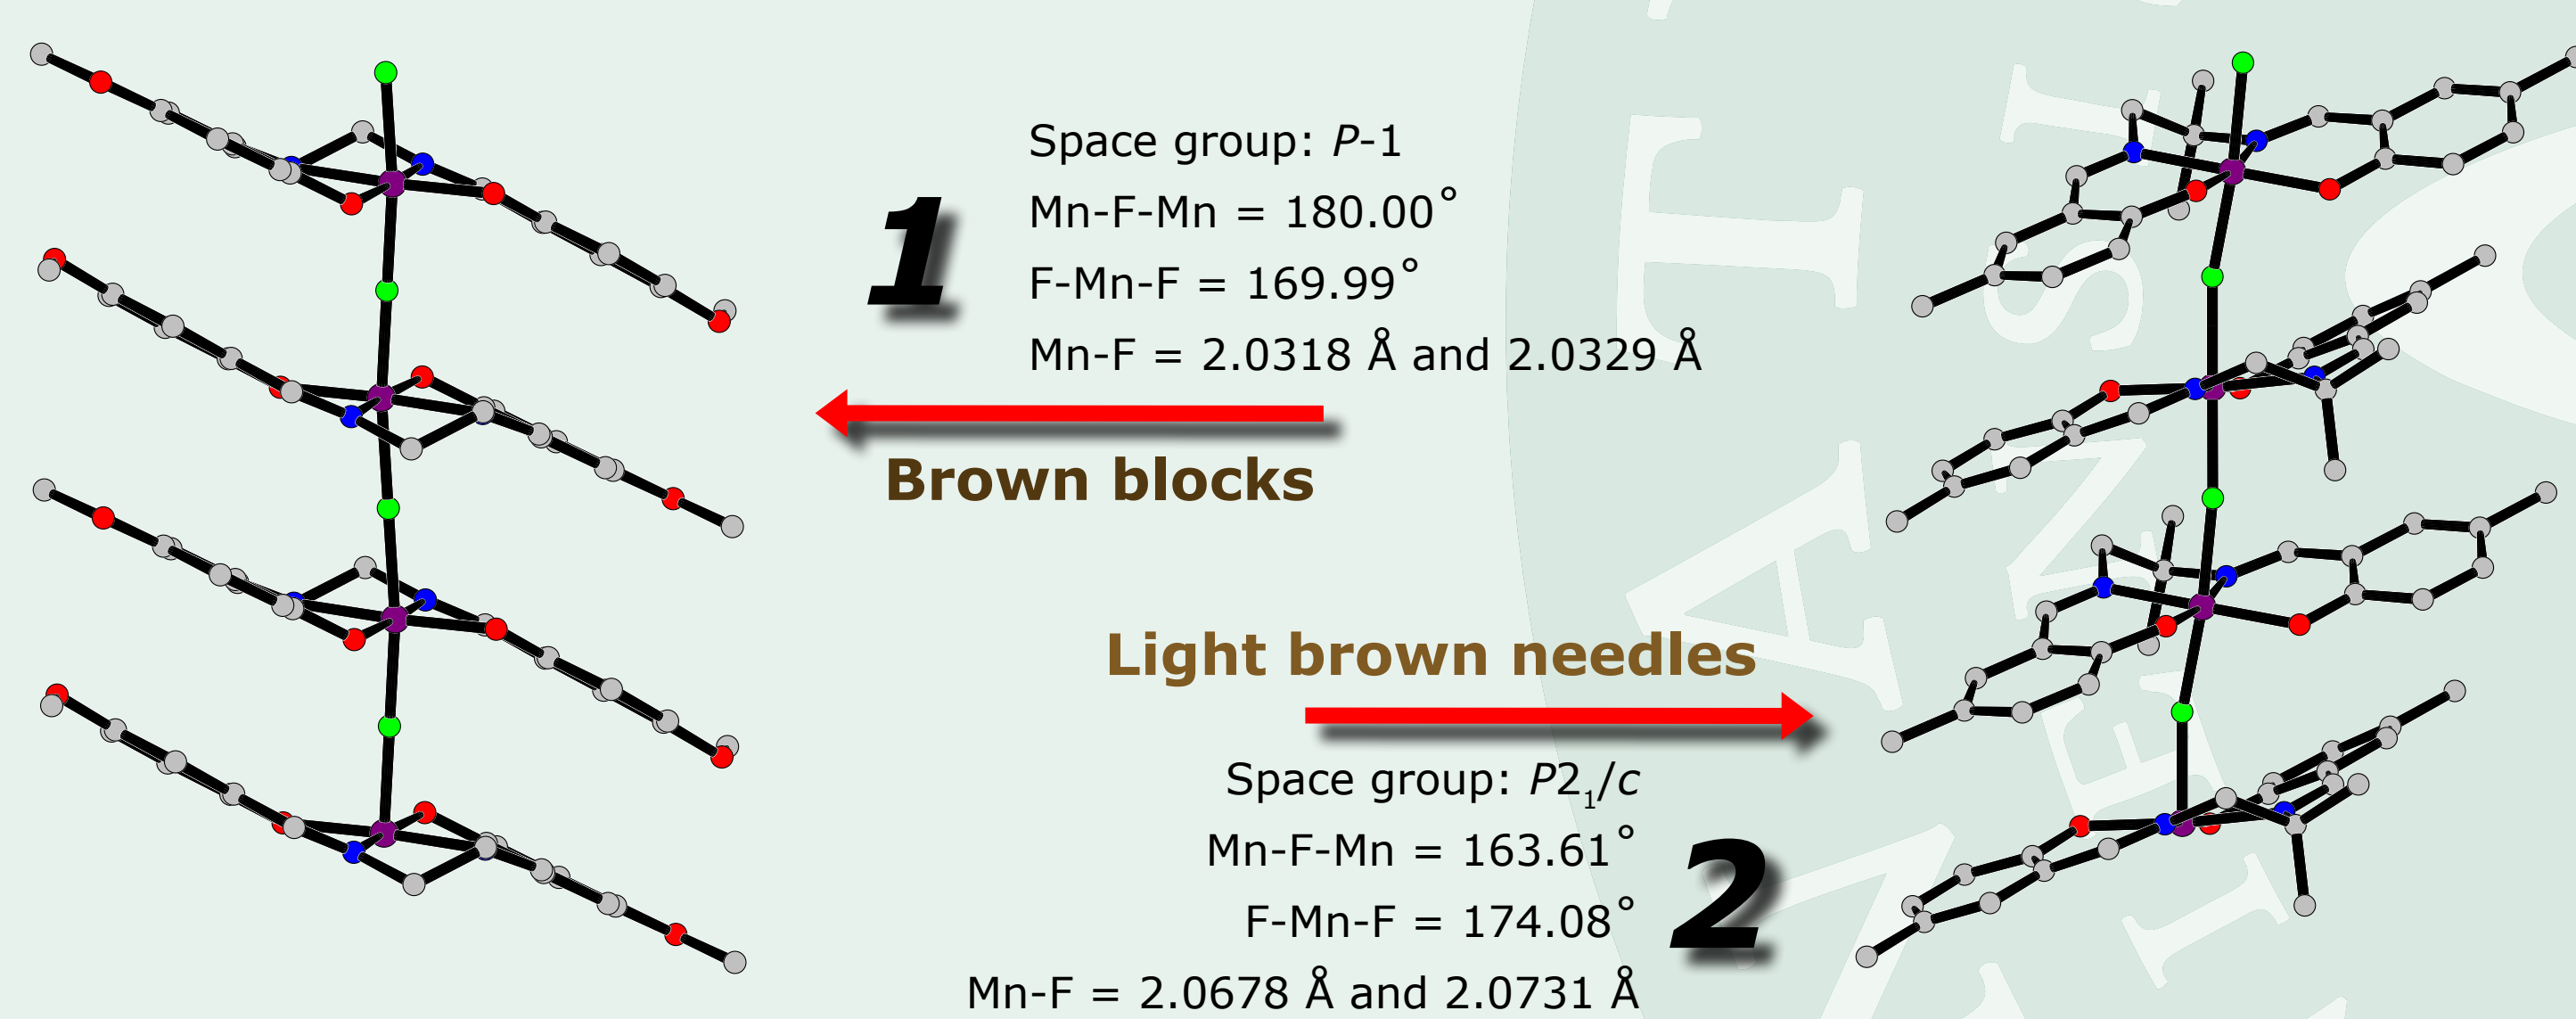 1
Space group: P-1
Mn-F-Mn = 180.00°
F-Mn-F = 169.99°
Mn-F = 2.0318 Å and 2.0329 Å
Brown blocks
Light brown needles
Space group: P2₁/c
Mn-F-Mn = 163.61°
F-Mn-F = 174.08°
Mn-F = 2.0678 Å and 2.0731 Å
2